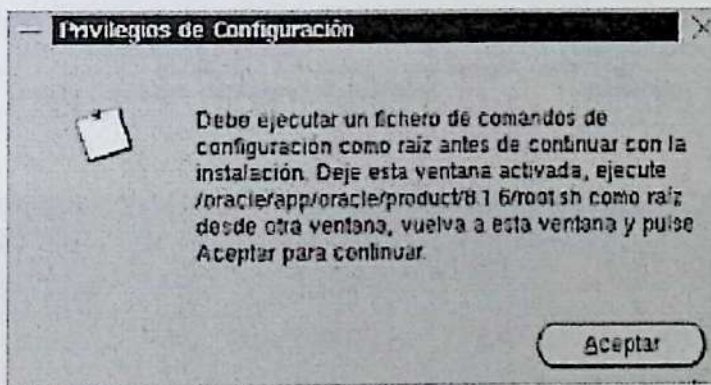 Privilegios de Configuración
Debe ejecutar un fichero de comandos de
configuración como raíz antes de continuar con la
instalación. Deje esta ventana activada, ejecute
/oracle/app/oracle/product/8.1.6/root.sh como raíz
desde otra ventana, vuelva a esta ventana y pulse
Aceptar para continuar.
Aceptar